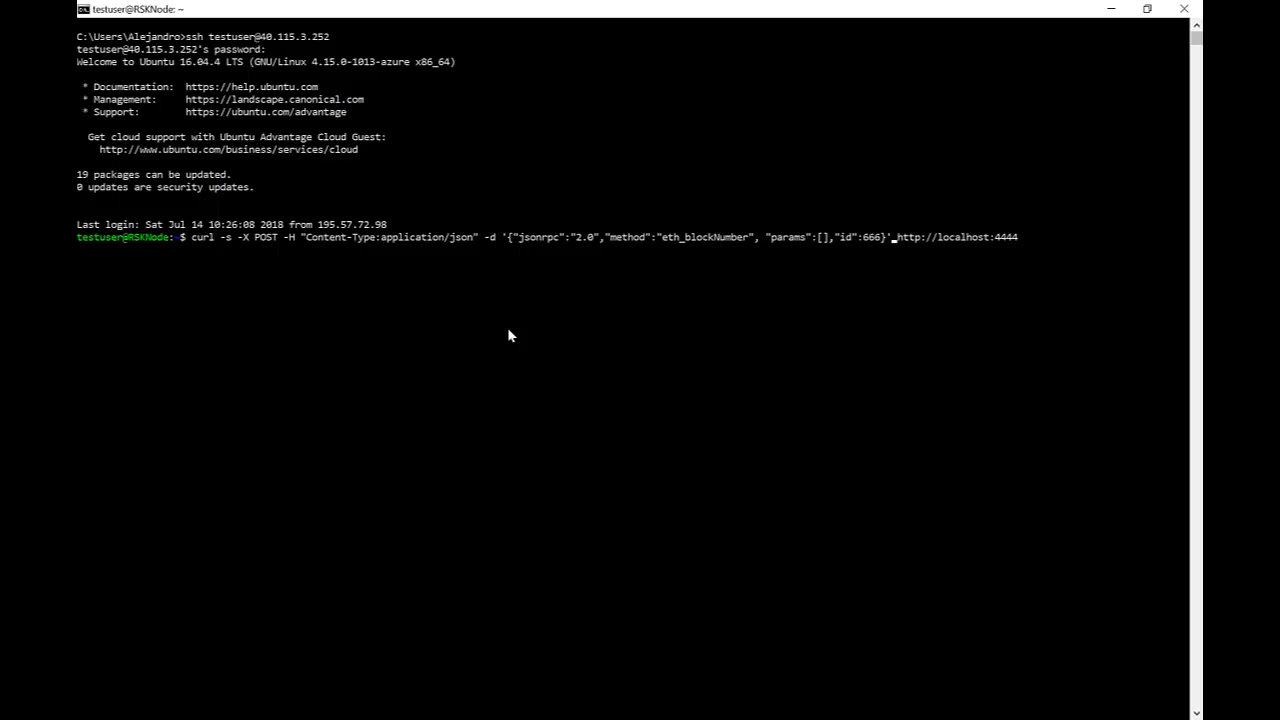 testuser@RSKNode: ~
C:\Users\Alejandro>ssh testuser@40.115.3.252
testuser@40.115.3.252's password:
Welcome to Ubuntu 16.04.4 LTS (GNU/Linux 4.15.0-1013-azure x86_64)
* Documentation:  https://help.ubuntu.com
* Management:     https://landscape.canonical.com
* Support:        https://ubuntu.com/advantage
Get cloud support with Ubuntu Advantage Cloud Guest:
http://www.ubuntu.com/business/services/cloud
19 packages can be updated.
0 updates are security updates.
Last login: Sat Jul 14 10:26:08 2018 from 195.57.72.98
testuser@RSKNode:~$ curl -s -X POST -H "Content-Type:application/json" -d '{"jsonrpc":"2.0","method":"eth_blockNumber", "params":[],"id":666}' http://localhost:4444